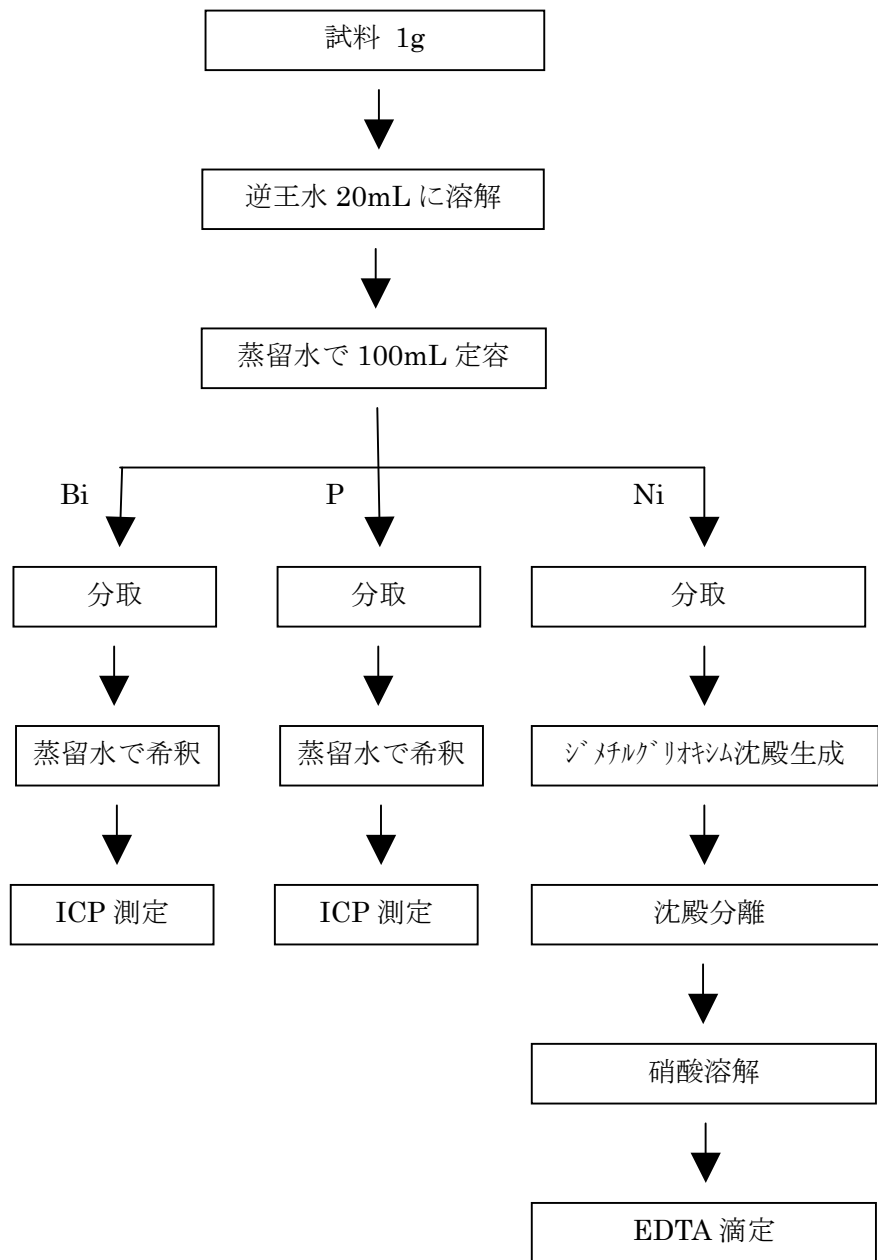 試料 1g
逆王水 20mL に溶解
蒸留水で 100mL 定容
Bi
P
Ni
分取
分取
分取
蒸留水で希釈
蒸留水で希釈
ｼﾞﾒﾁﾙｸﾞﾘｵｷｼﾑ沈殿生成
ICP 測定
ICP 測定
沈殿分離
硝酸溶解
EDTA 滴定